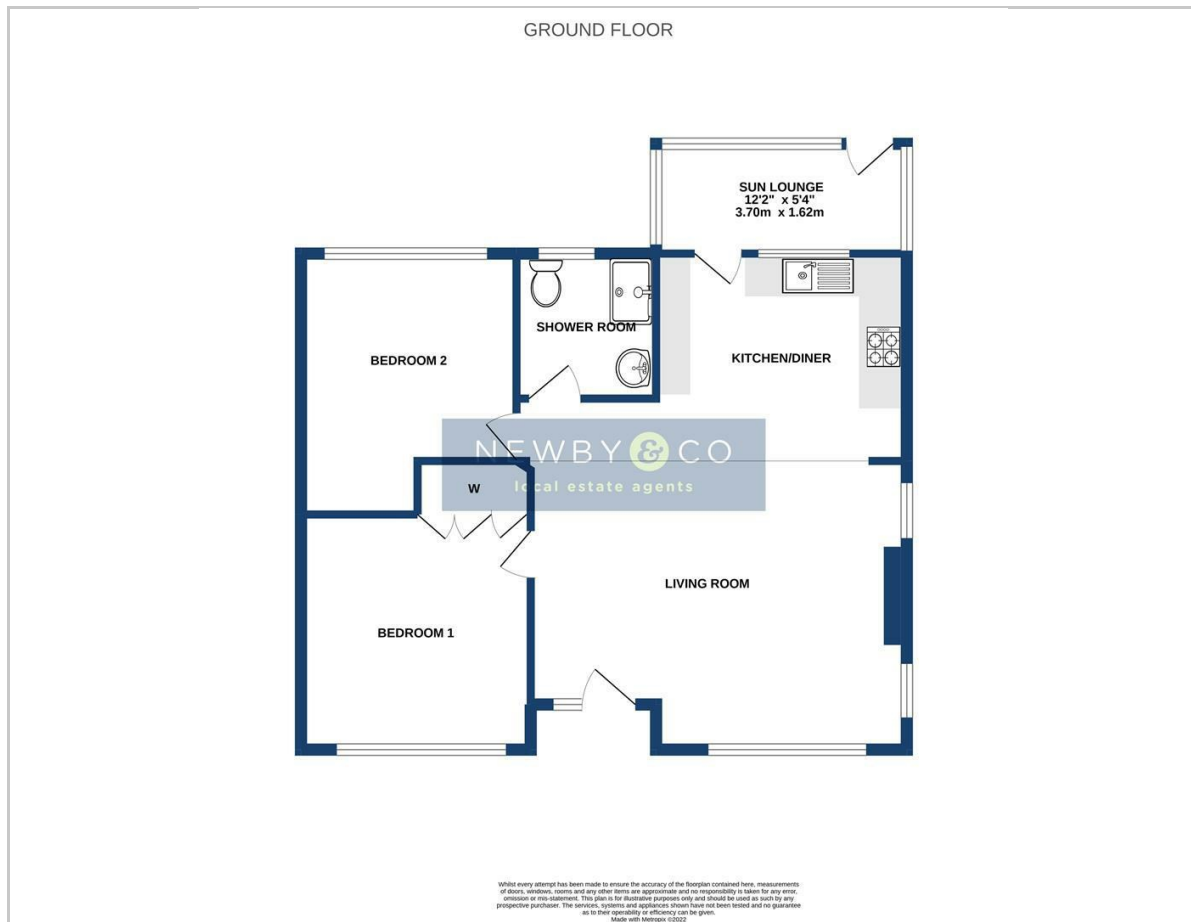 GROUND FLOOR
SUN LOUNGE
12'2" x 5'4"
3.70m x 1.62m
SHOWER ROOM
BEDROOM 2
KITCHEN/DINER
NEWBY & CO
local estate agents
W
LIVING ROOM
BEDROOM 1
Whilst every attempt has been made to ensure the accuracy of the floorplan contained here, measurements
of doors, windows, rooms and any other items are approximate and no responsibility is taken for any error,
omission or mis-statement. This plan is for illustrative purposes only and should be used as such by any
prospective purchaser. The services, systems and appliances shown have not been tested and no guarantee
as to their operability or efficiency can be given.
Made with Metropix ©2022